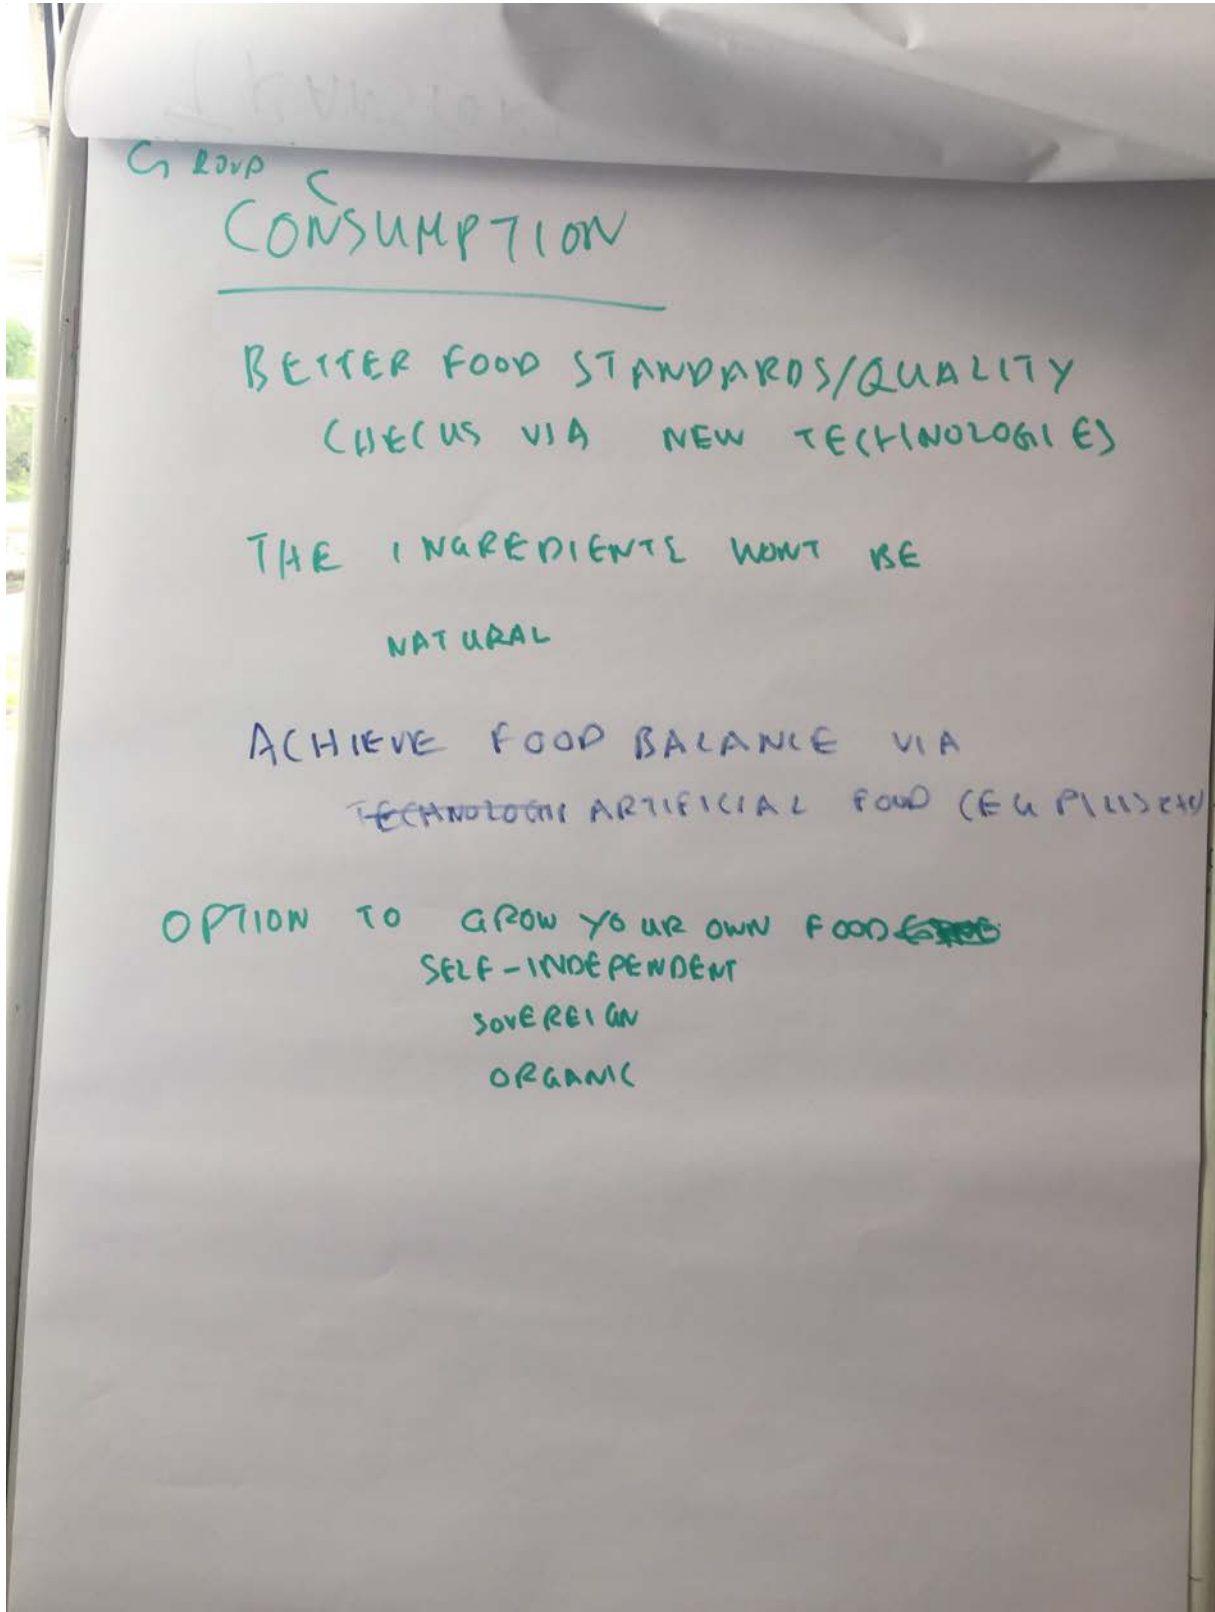 GROUP C
CONSUMPTION
BETTER FOOD STANDARDS/QUALITY
CHECKS VIA NEW TECHNOLOGIES
THE INGREDIENTS WONT BE
NATURAL
ACHIEVE FOOD BALANCE VIA
ARTIFICIAL FOOD (EG PILLS etc)
OPTION TO GROW YOUR OWN FOOD
SELF-INDEPENDENT
SOVEREIGN
ORGANIC